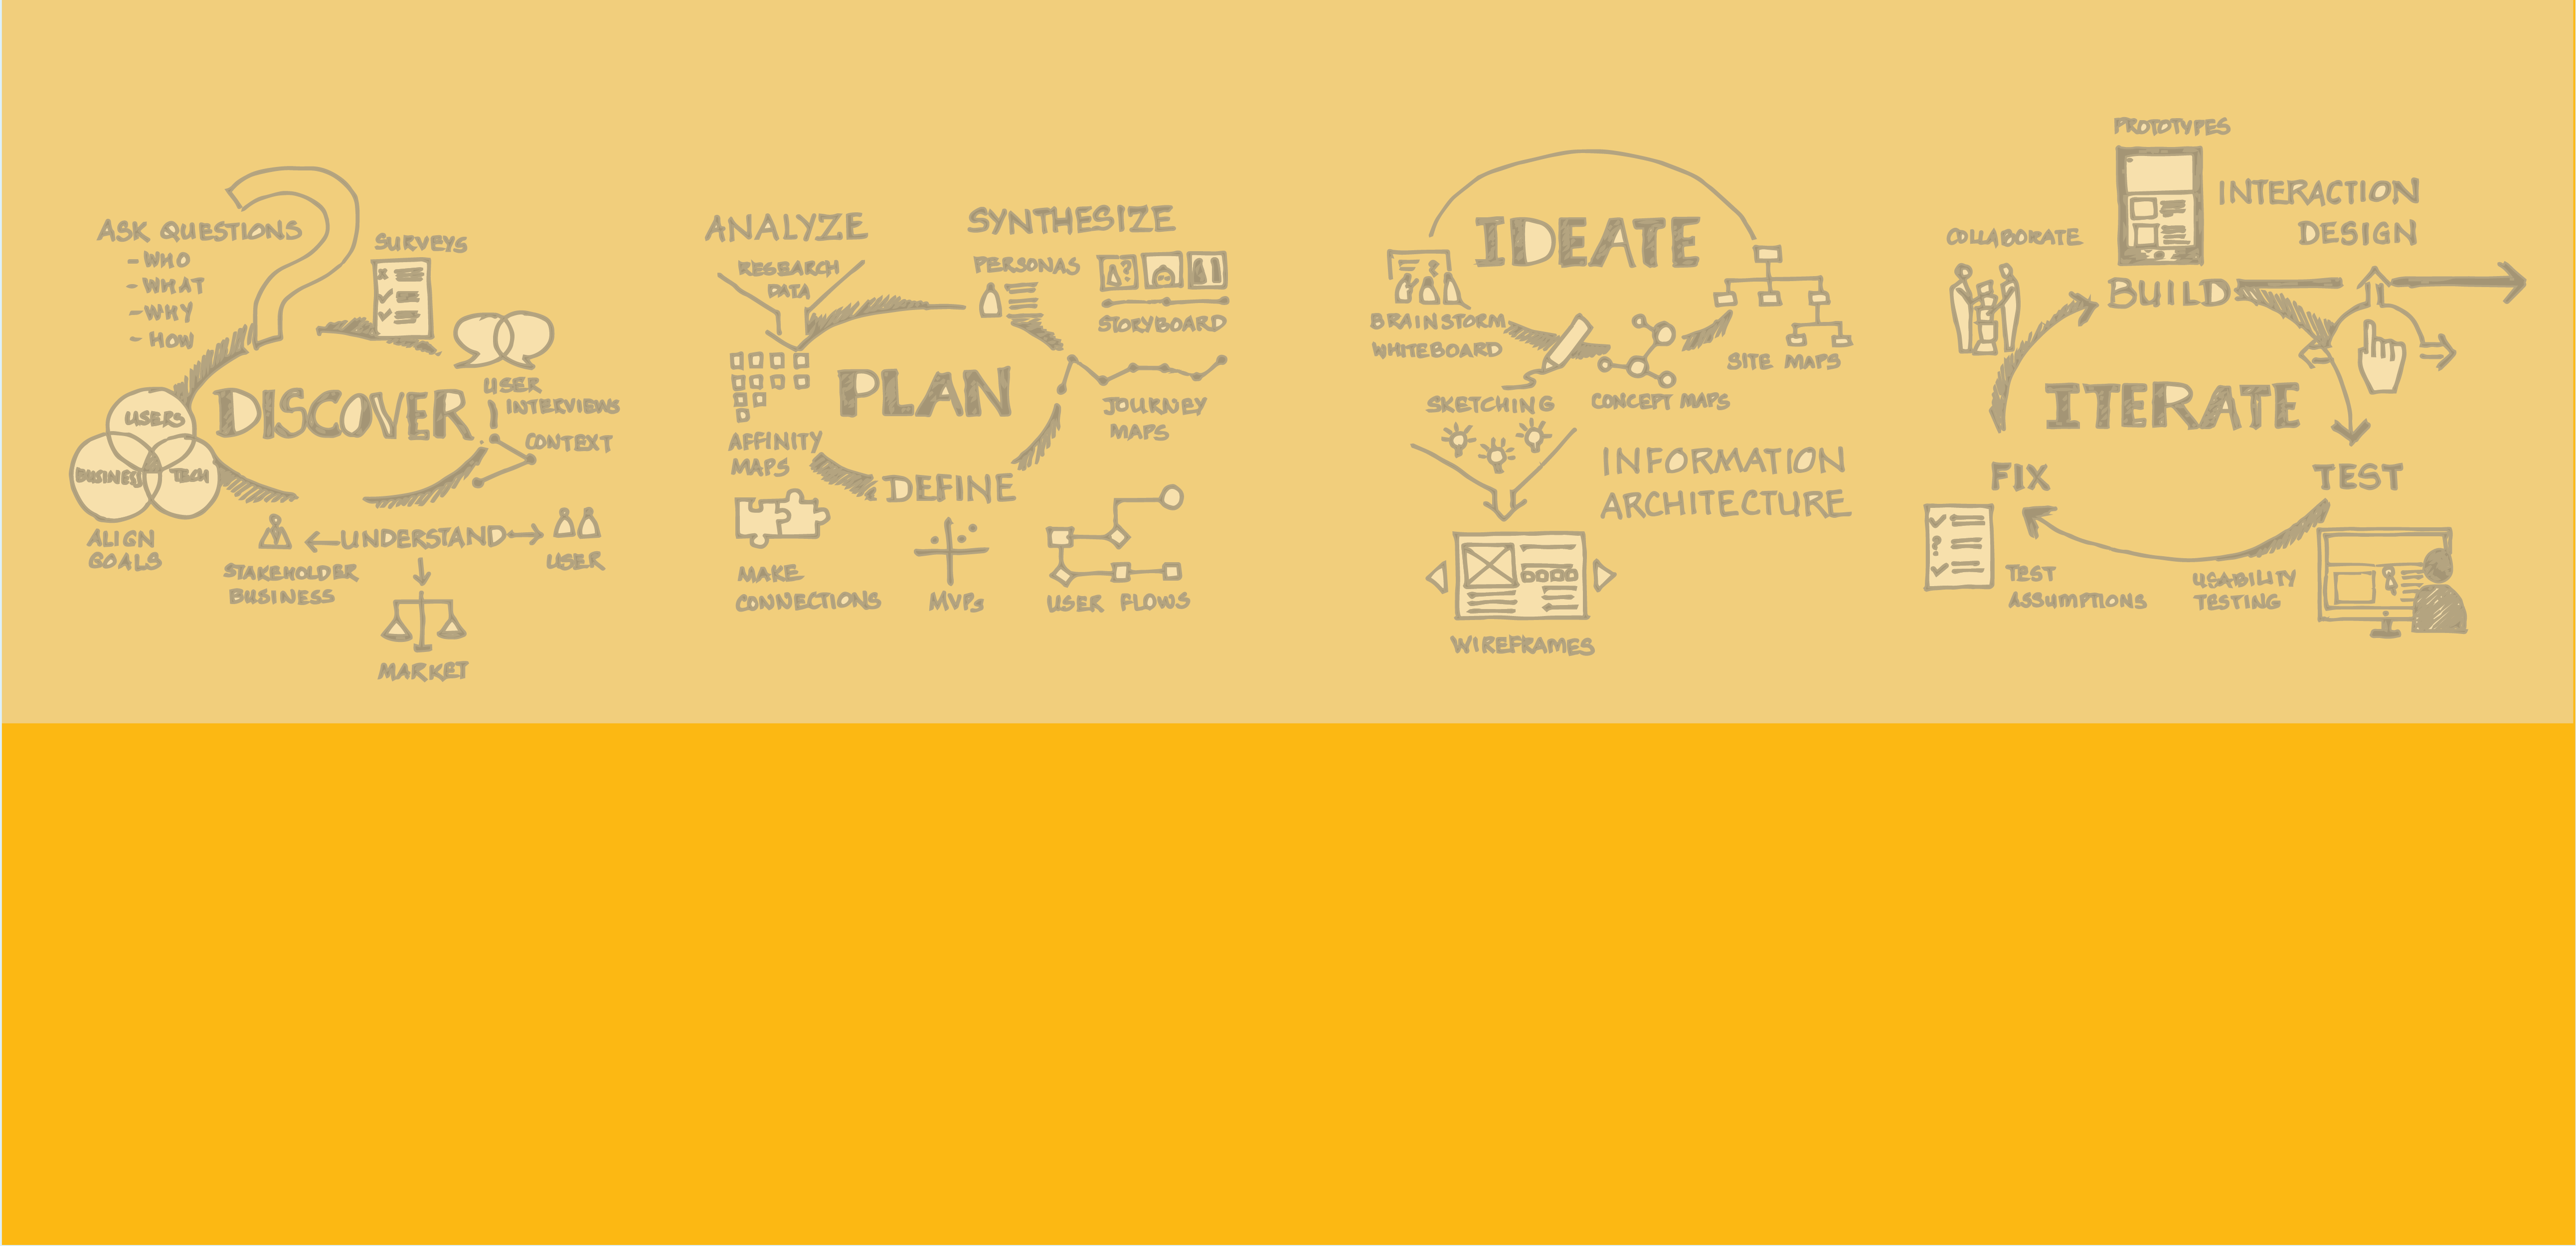 ASK QUESTIONS
- WHO
- WHAT
- WHY
- HOW
SURVEYS
USER
INTERVIEWS
DISCOVER
CONTEXT
USERS
BUSINESS
TECH
ALIGN
GOALS
UNDERSTAND
STAKEHOLDER
BUSINESS
USER
MARKET
ANALYZE
RESEARCH
DATA
SYNTHESIZE
PERSONAS
STORYBOARD
PLAN
JOURNEY
MAPS
AFFINITY
MAPS
DEFINE
MAKE
CONNECTIONS
MVPs
USER FLOWS
IDEATE
BRAINSTORM
WHITEBOARD
SITE MAPS
SKETCHING
CONCEPT MAPS
INFORMATION
ARCHITECTURE
WIREFRAMES
PROTOTYPES
INTERACTION
DESIGN
COLLABORATE
BUILD
ITERATE
FIX
TEST
TEST
ASSUMPTIONS
USABILITY
TESTING